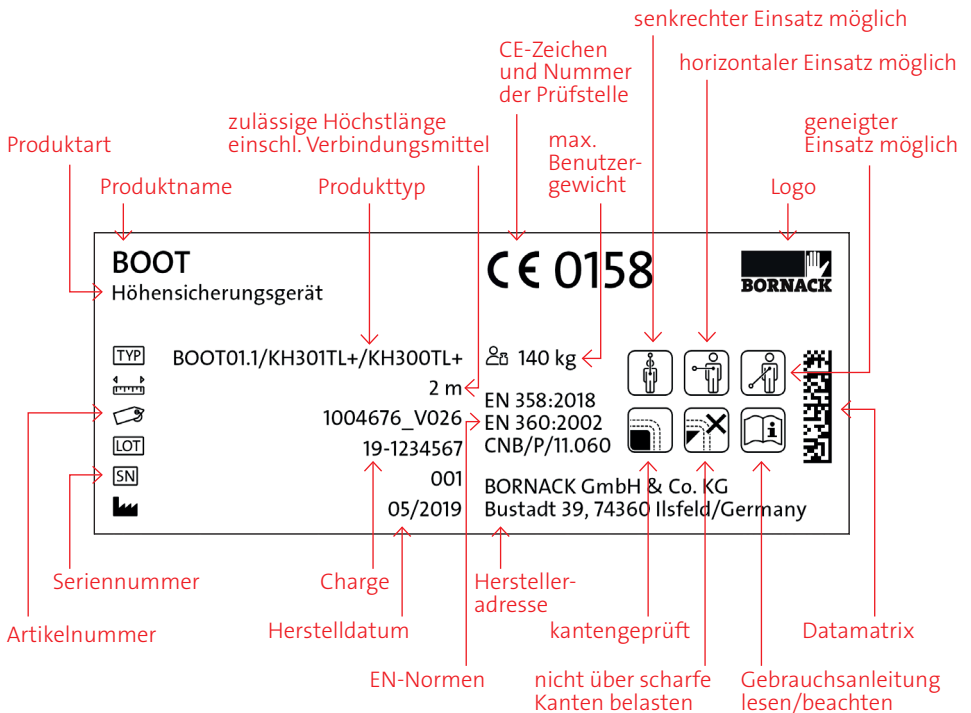 senkrechter Einsatz möglich
CE-Zeichen
und Nummer
der Prüfstelle
horizontaler Einsatz möglich
zulässige Höchstlänge
einschl. Verbindungsmittel
max.
Benutzer-
gewicht
geneigter
Einsatz möglich
Produktart
Produktname
Produkttyp
Logo
BOOT
Höhensicherungsgerät
CE 0158
BORNACK
TYP
BOOT01.1/KH301TL+/KH300TL+
140 kg
2 m
1004676_V026
LOT
19-1234567
SN
001
05/2019
EN 358:2018
EN 360:2002
CNB/P/11.060
i
BORNACK GmbH & Co. KG
Bustadt 39, 74360 Ilsfeld/Germany
Seriennummer
Charge
Hersteller-
adresse
Artikelnummer
Herstelldatum
kantengeprüft
Datamatrix
EN-Normen
nicht über scharfe
Kanten belasten
Gebrauchsanleitung
lesen/beachten